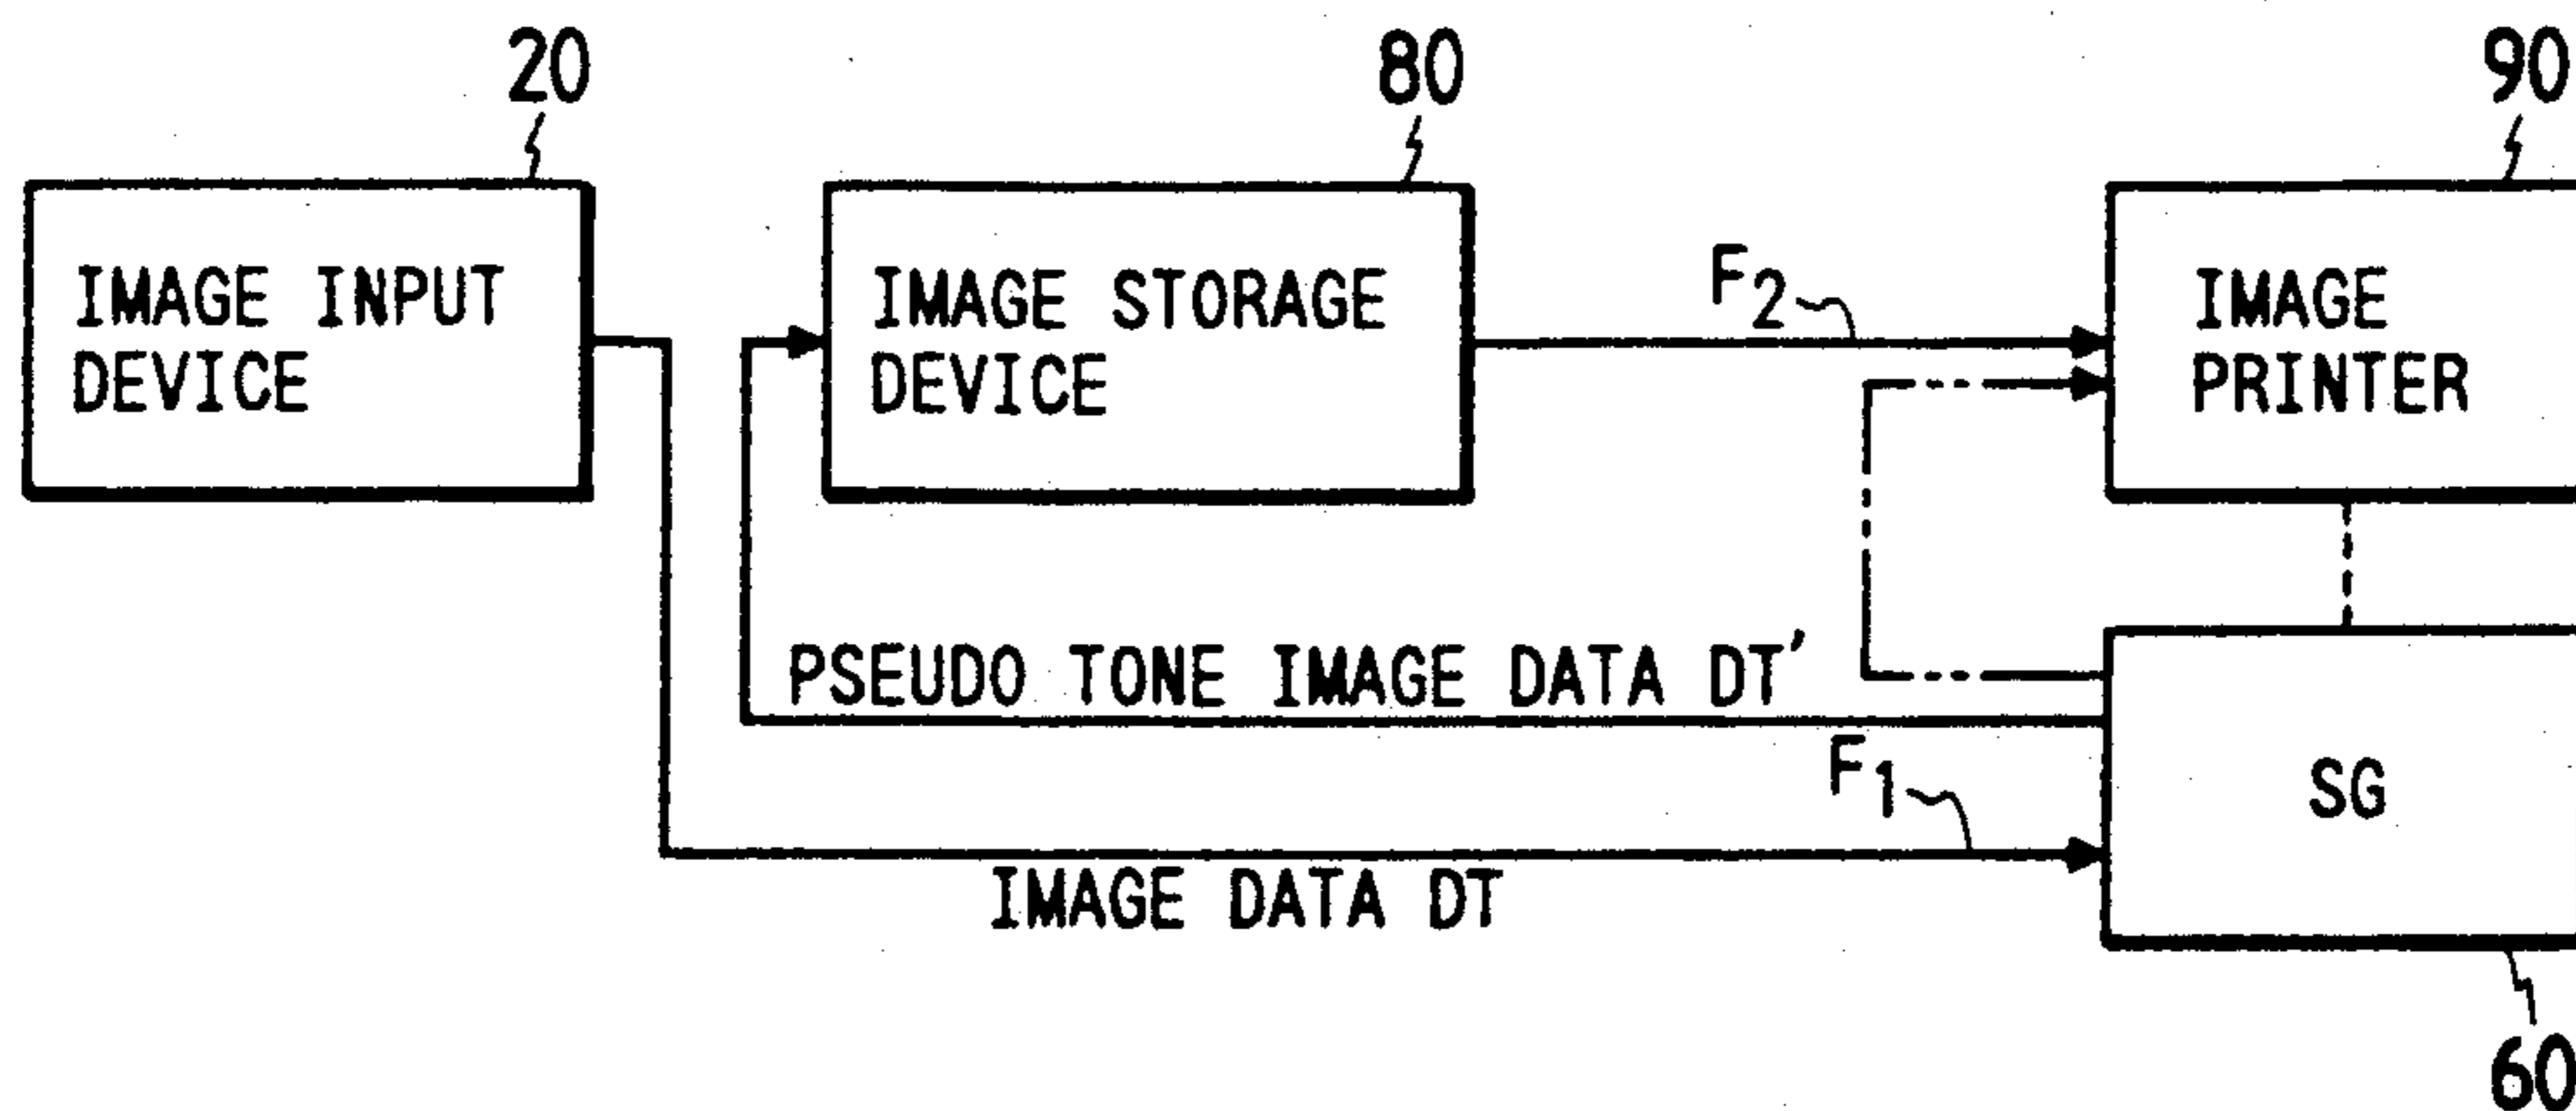 20
80
90
IMAGE INPUT
DEVICE
IMAGE STORAGE
DEVICE
F2
IMAGE
PRINTER
PSEUDO TONE IMAGE DATA DT'
F1
SG
IMAGE DATA DT
60